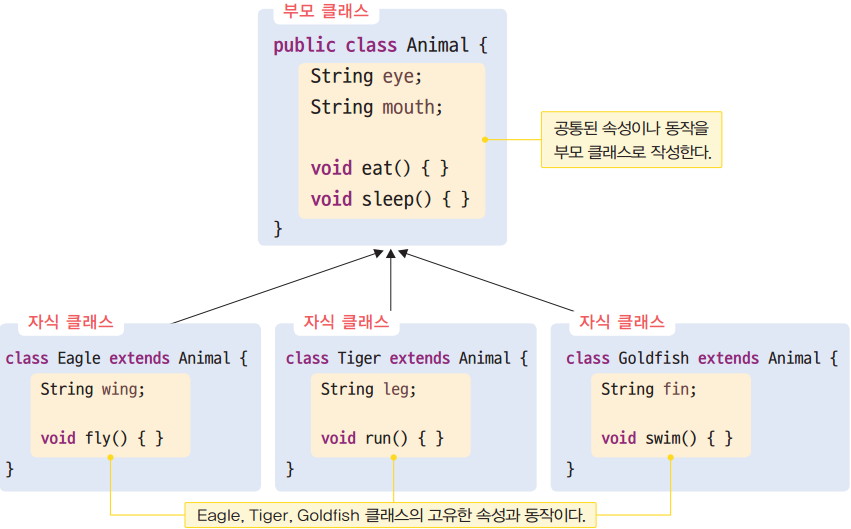 부모 클래스
public class Animal {
String eye;
String mouth;
void eat() { }
void sleep() { }
}
공통된 속성이나 동작을
부모 클래스로 작성한다.
자식 클래스
class Eagle extends Animal {
String wing;
void fly() { }
}
자식 클래스
class Tiger extends Animal {
String leg;
void run() { }
}
자식 클래스
class Goldfish extends Animal {
String fin;
void swim() { }
}
Eagle, Tiger, Goldfish 클래스의 고유한 속성과 동작이다.